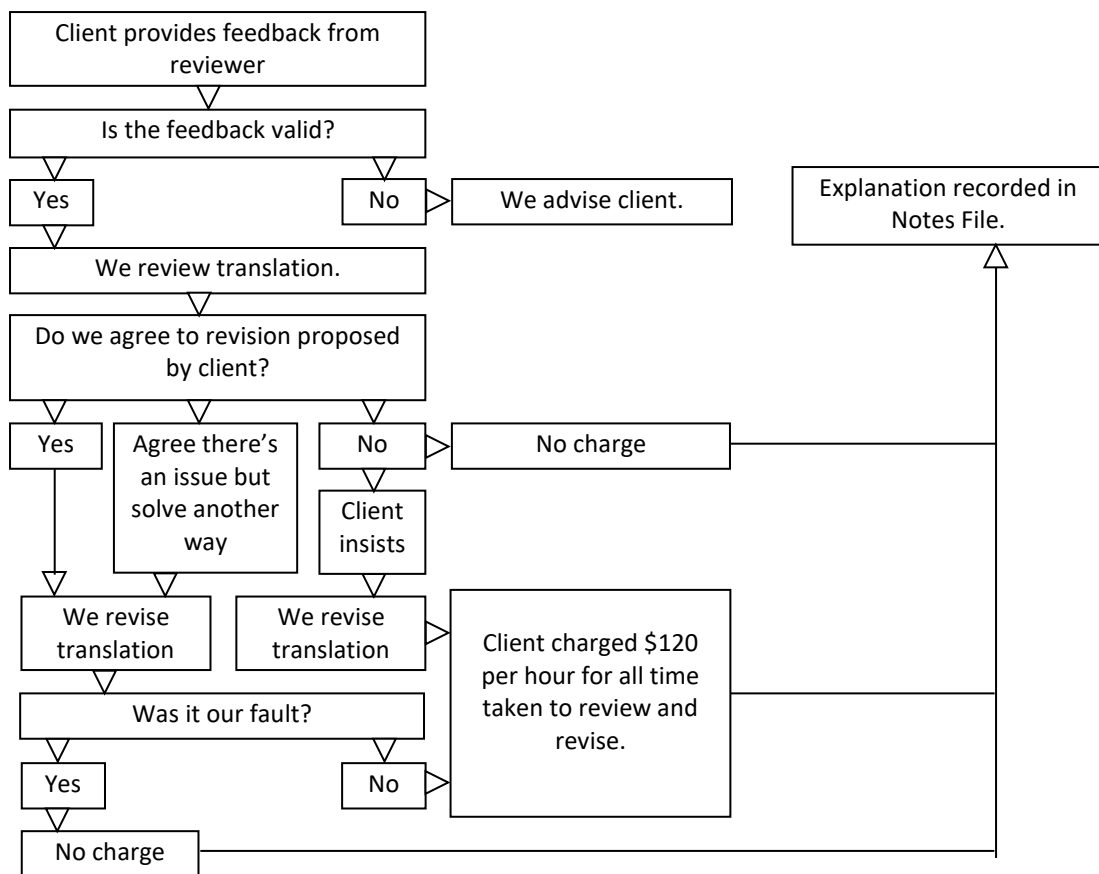 Client provides feedback from
reviewer
Is the feedback valid?
Yes
No
We advise client.
Explanation recorded in
Notes File.
We review translation.
Do we agree to revision proposed
by client?
Yes
Agree there’s
an issue but
solve another
way
No
No charge
Client
insists
We revise
translation
We revise
translation
Client charged $120
per hour for all time
taken to review and
revise.
Was it our fault?
Yes
No
No charge